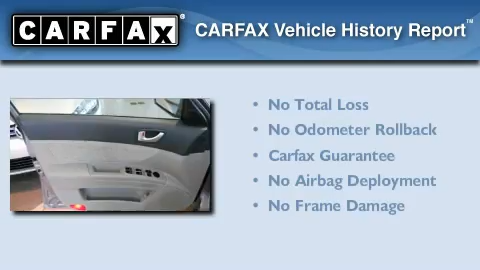 CARFAX®
CARFAX Vehicle History Report™
• No Total Loss
• No Odometer Rollback
• Carfax Guarantee
• No Airbag Deployment
• No Frame Damage